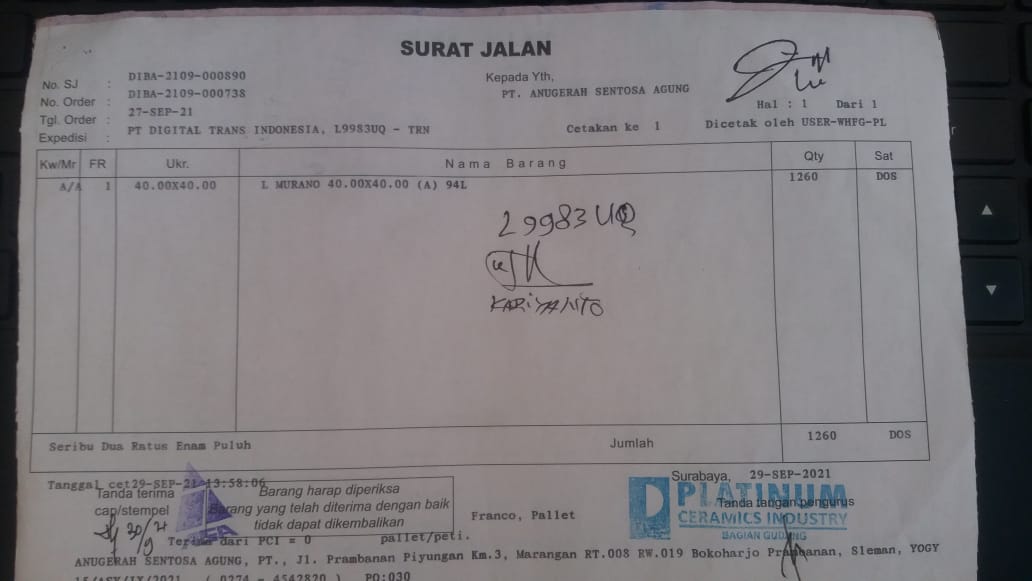 SURAT JALAN
No. SJ : DIBA-2109-000890
No. Order : DIBA-2109-000738
Tgl. Order : 27-SEP-21
Expedisi : PT DIGITAL TRANS INDONESIA, L9983UQ - TRN
Kepada Yth,
PT. ANUGERAH SENTOSA AGUNG
Hal : 1 Dari 1
Cetakan ke 1 Dicetak oleh USER-WHFG-PL
Kw/Mr FR Ukr. Nama Barang Qty Sat
A/A 1 40.00X40.00 L MURANO 40.00X40.00 (A) 94L 1260 DOS
L9983UQ
KARIYANTO
Seribu Dua Ratus Enam Puluh Jumlah 1260 DOS
Tanggal cet29-SEP-21 13:58:06
Tanda terima
cap/stempel
30/9 21
Barang harap diperiksa
Barang yang telah diterima dengan baik
tidak dapat dikembalikan
Franco, Pallet
Surabaya, 29-SEP-2021
Tanda tangan pengurus
PLATINUM
CERAMICS INDUSTRY
BAGIAN GUDANG
Terima dari PCI = 0 pallet/peti.
ANUGERAH SENTOSA AGUNG, PT., Jl. Prambanan Piyungan Km.3, Marangan RT.008 RW.019 Bokoharjo Prambanan, Sleman, YOGY
( 0274 - 4542820 ) PO:030